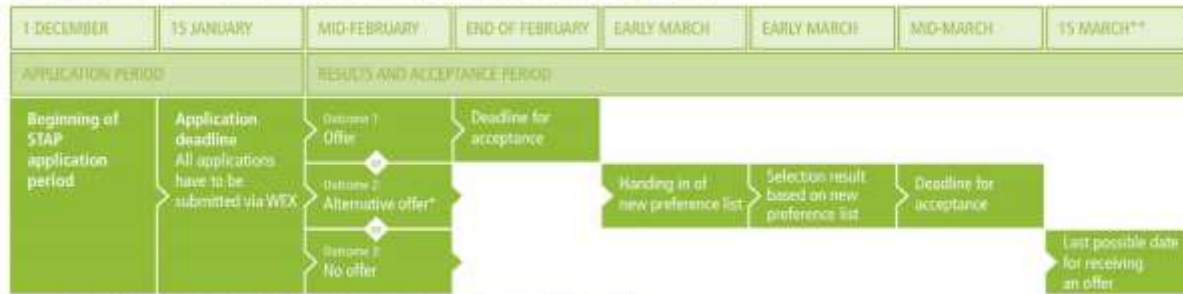 1 DECEMBER
15 JANUARY
MID-FEBRUARY
END OF FEBRUARY
EARLY MARCH
EARLY MARCH
MID-MARCH
15 MARCH**
APPLICATION PERIOD
RESULTS AND ACCEPTANCE PERIOD
Beginning of
STAP
application
period
Application
deadline
All applications
have to be
submitted via WEX
Outcome 1
Offer
or
Outcome 2
Alternative offer*
or
Outcome 3
No offer
Deadline for
acceptance
Handing in of
new preference list
Selection result
based on new
preference list
Deadline for
acceptance
Last possible date
for receiving
an offer